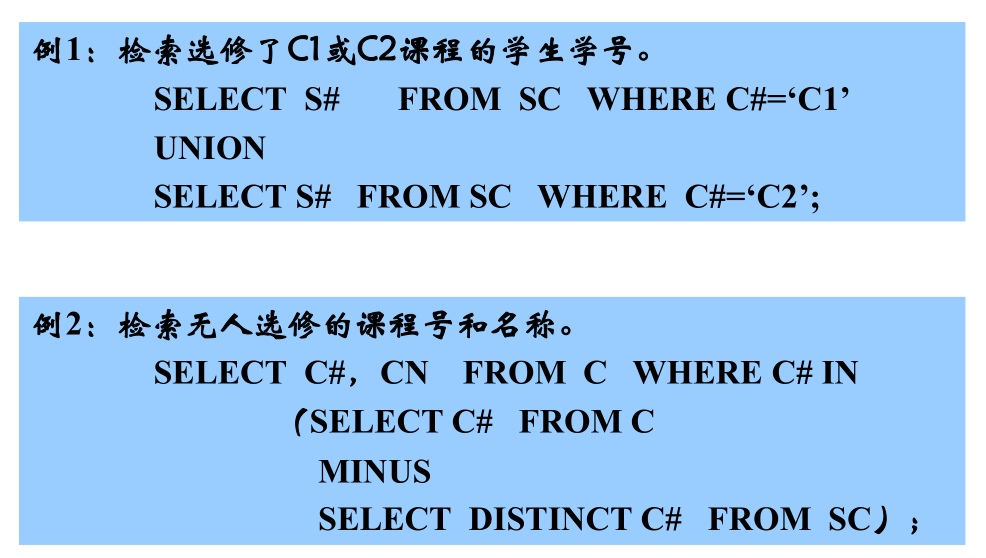 例1：检索选修了C1或C2课程的学生学号。
SELECT S# FROM SC WHERE C#=‘C1’
UNION
SELECT S# FROM SC WHERE C#=‘C2’;
例2：检索无人选修的课程号和名称。
SELECT C#，CN FROM C WHERE C# IN
（SELECT C# FROM C
MINUS
SELECT DISTINCT C# FROM SC）；